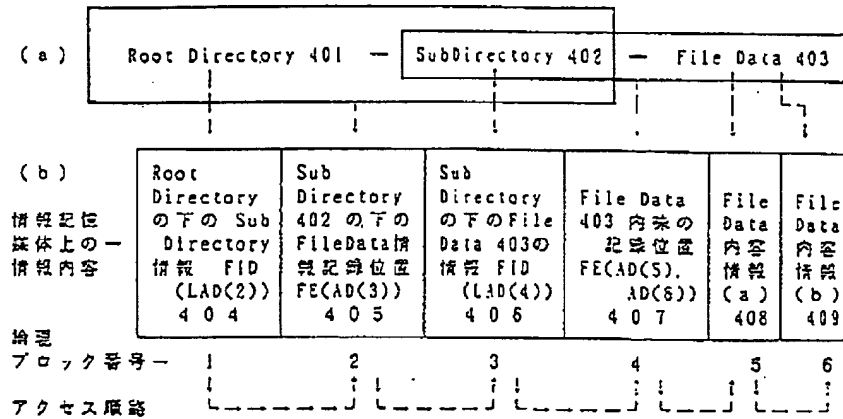 (a)
Root Directory 401 — SubDirectory 402 — File Data 403
(b)
情報記憶
媒体上の一
情報内容
Root
Directory
の下の Sub
Directory
情報 FID
(LAD(2))
404
Sub
Directory
402 の下の
FileData情
報記録位置
FE(AD(3))
405
Sub
Directory
の下のFile
Data 403の
情報 FID
(LAD(4))
406
File Data
403 内容の
記録位置
FE(AD(5),
AD(6))
407
File
Data
内容
情報
(a)
408
File
Data
内容
情報
(b)
409
論理
ブロック番号 — 1 2 3 4 5 6
アクセス順路